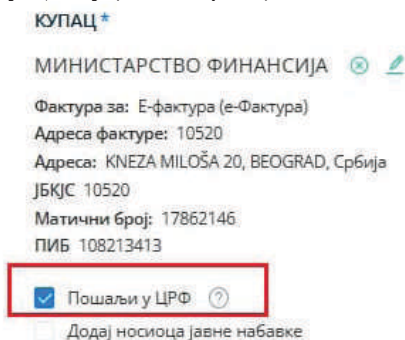 КУПАЦ *
МИНИСТАРСТВО ФИНАНСИЈА
Фактура за: Е-фактура (е-Фактура)
Адреса фактуре: 10520
Адреса: KNEZA MILOŠA 20, BEOGRAD, Србија
ЈБКЈС 10520
Матични број: 17862146
ПИБ 108213413
Пошаљи у ЦРФ ?
Додај носиоца јавне набавке